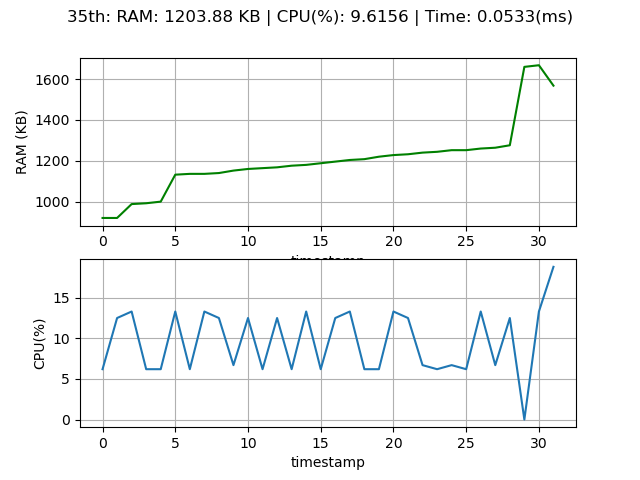 35th: RAM: 1203.88 KB | CPU(%): 9.6156 | Time: 0.0533(ms)
1600
1400
1200
1000
RAM (KB)
0 5 10 15 20 25 30
timestamp
15
10
5
0
CPU(%)
0 5 10 15 20 25 30
timestamp